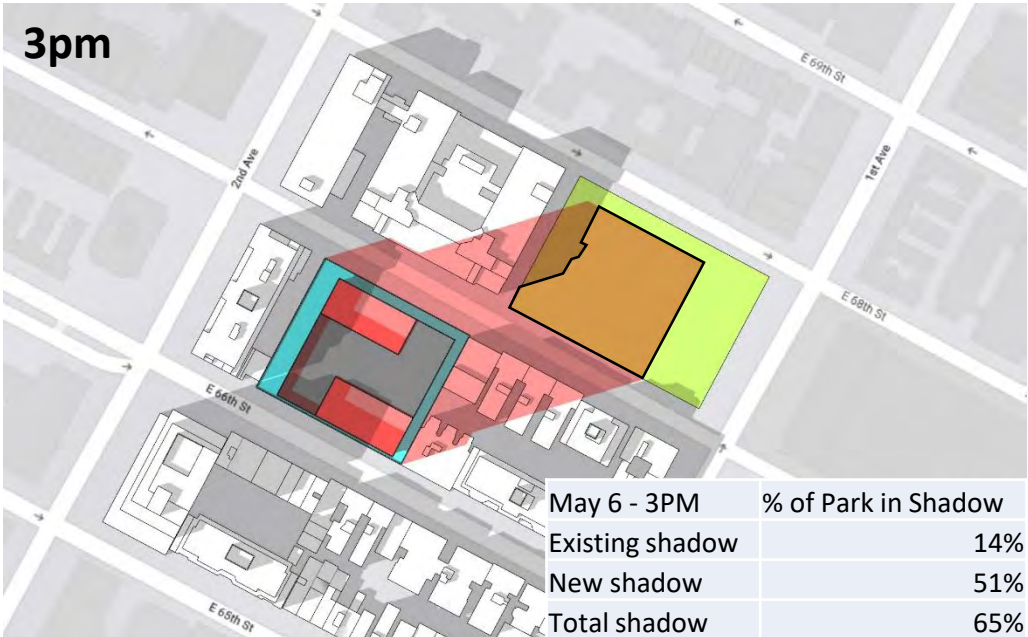 3pm
E 69th St
2nd Ave
1st Ave
E 68th St
E 66th St
E 65th St
May 6 - 3PM % of Park in Shadow
Existing shadow 14%
New shadow 51%
Total shadow 65%